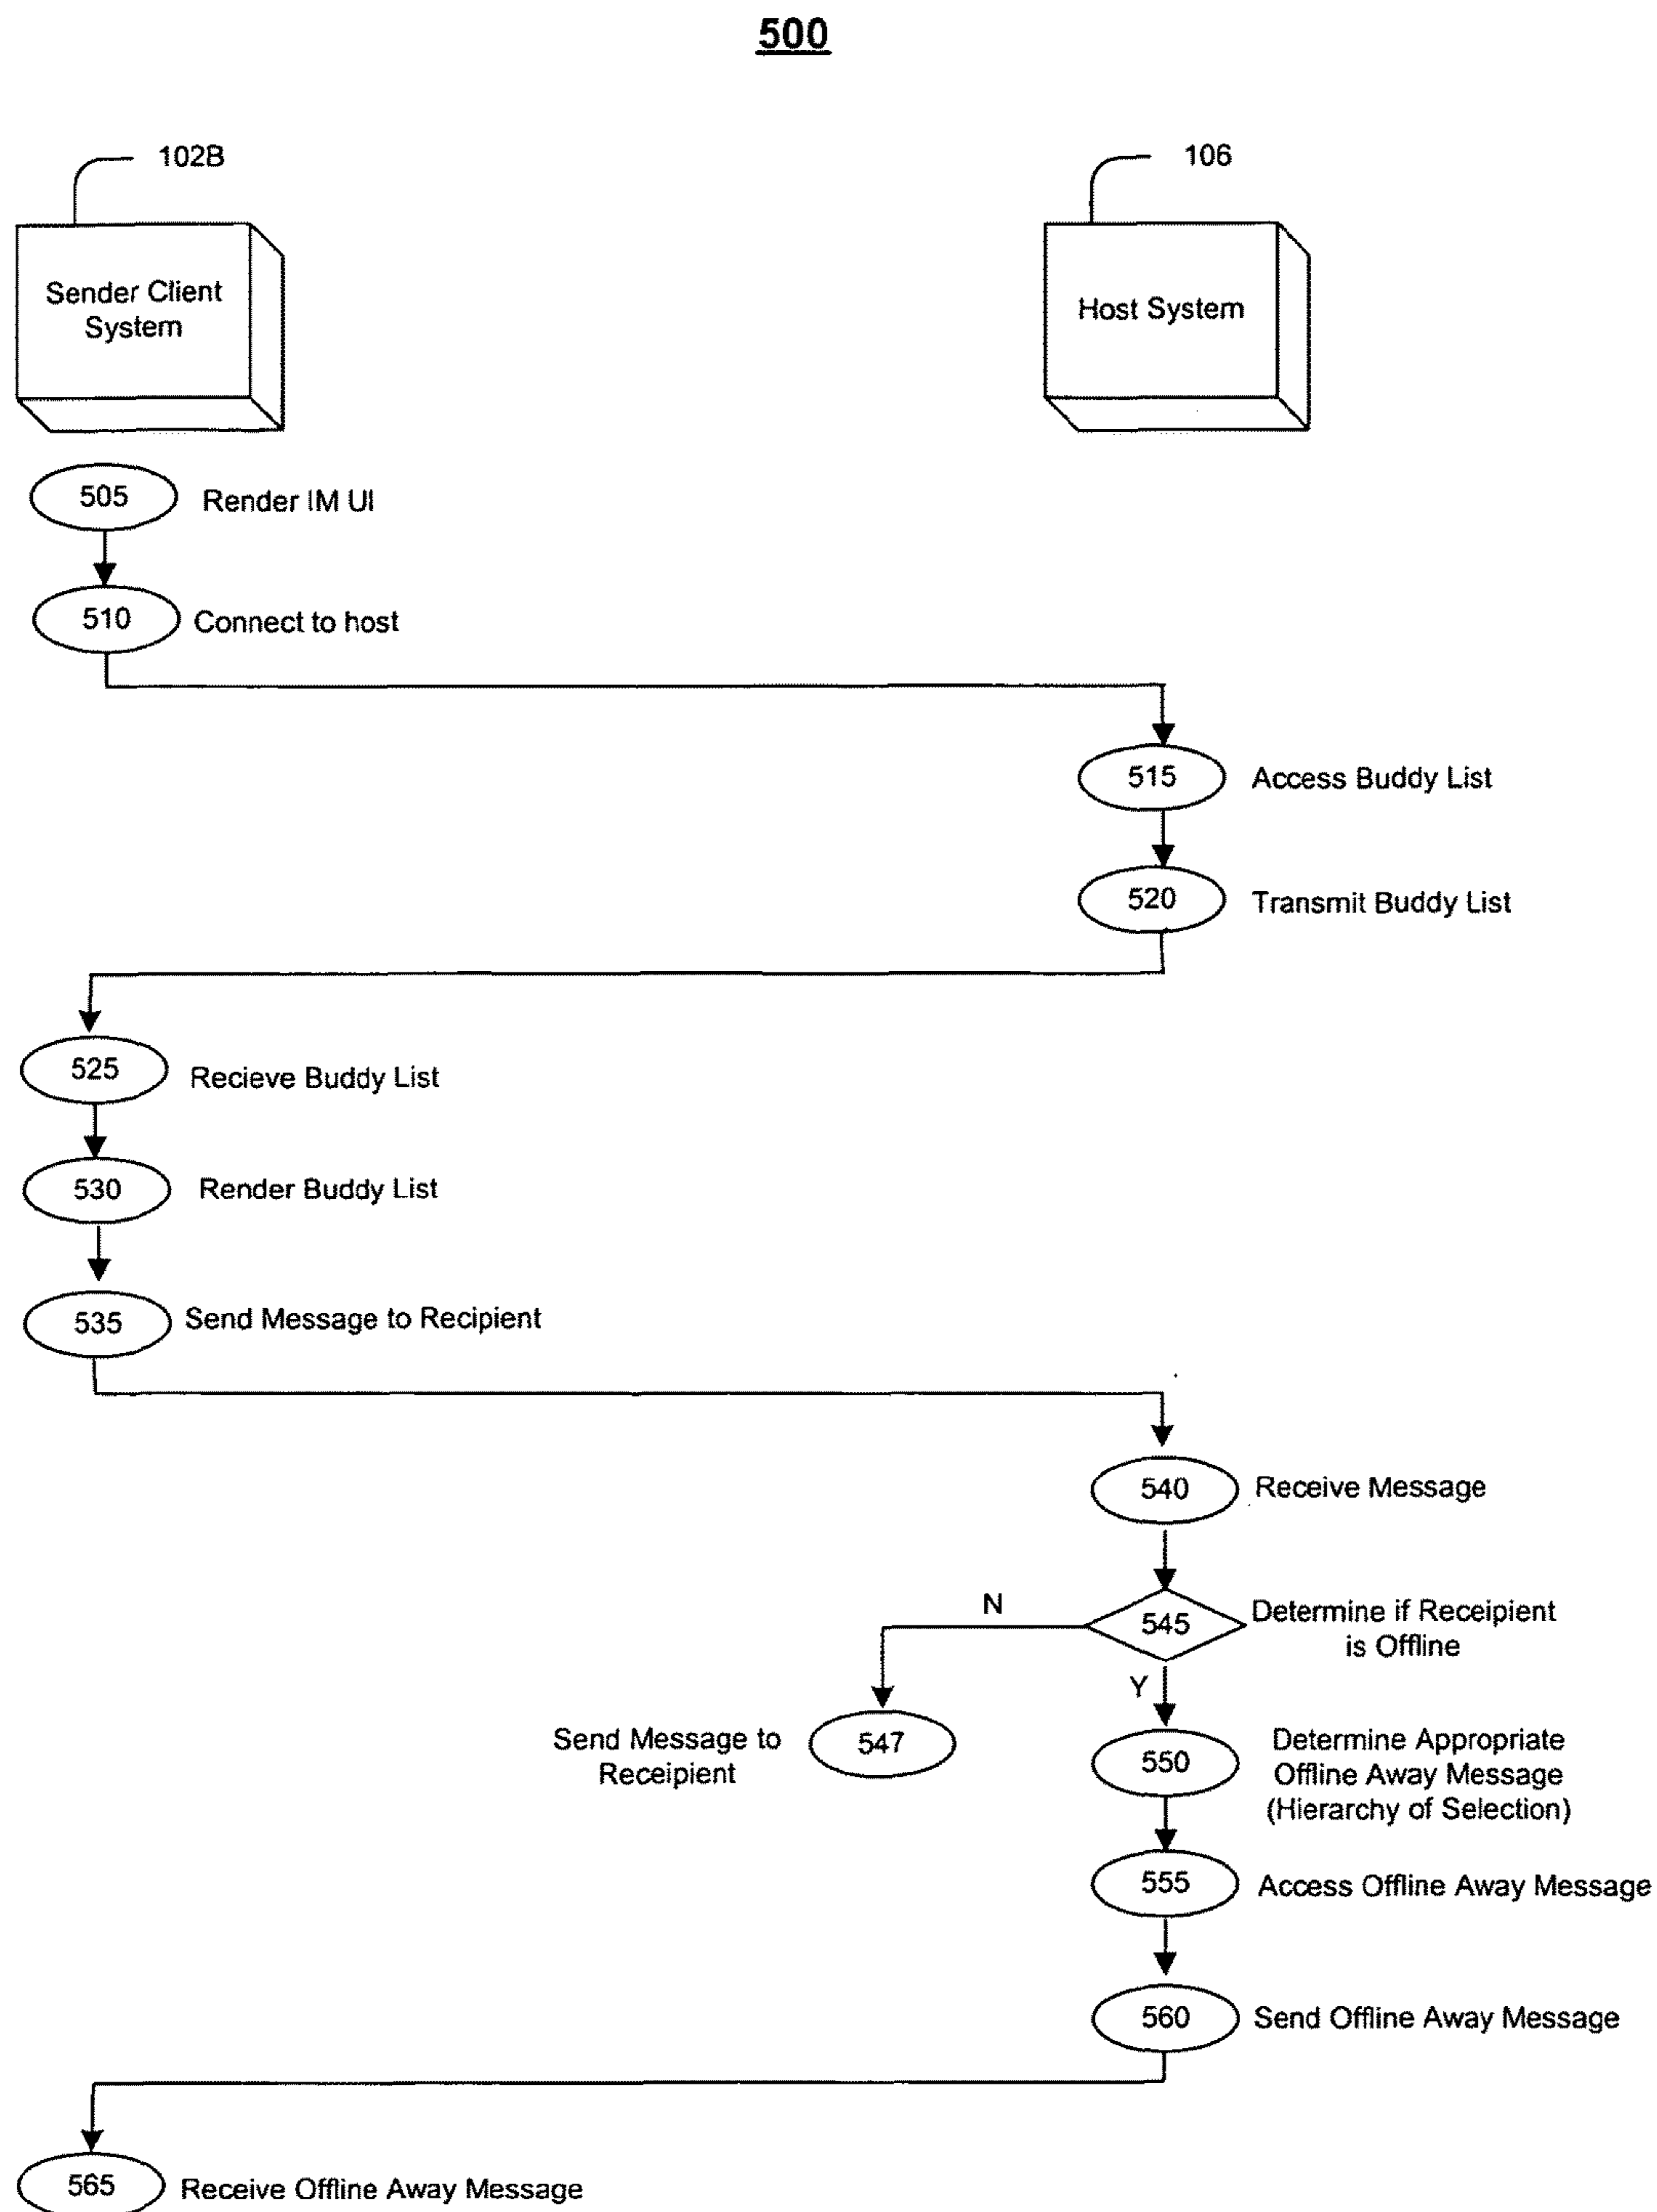 500
102B
106
Sender Client
System
Host System
505
Render IM UI
510
Connect to host
515
Access Buddy List
520
Transmit Buddy List
525
Recieve Buddy List
530
Render Buddy List
535
Send Message to Recipient
540
Receive Message
N
545
Determine if Receipient
is Offline
Y
Send Message to
Receipient
547
550
Determine Appropriate
Offline Away Message
(Hierarchy of Selection)
555
Access Offline Away Message
560
Send Offline Away Message
565
Receive Offline Away Message